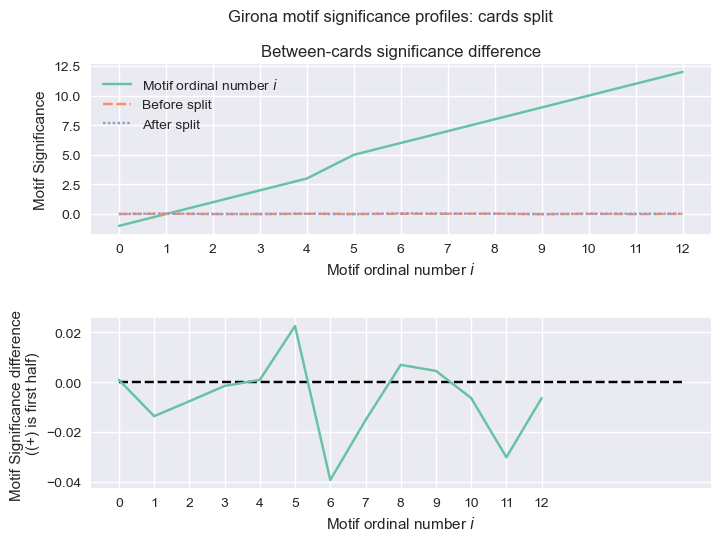 Girona motif significance profiles: cards split
Between-cards significance difference
12.5
10.0
7.5
5.0
2.5
0.0
Motif Significance
Motif ordinal number i
Before split
After split
0 1 2 3 4 5 6 7 8 9 10 11 12
Motif ordinal number i
0.02
0.00
−0.02
−0.04
Motif Significance difference
((+) is first half)
0 1 2 3 4 5 6 7 8 9 10 11 12
Motif ordinal number i